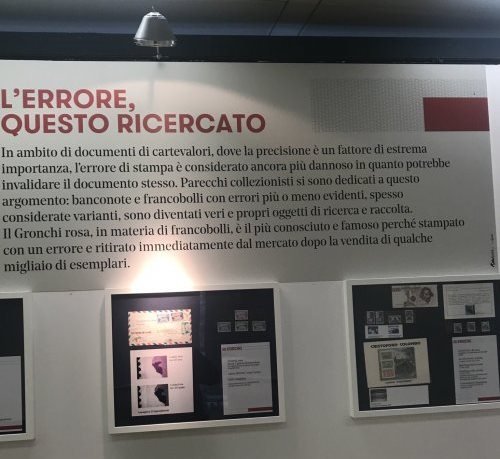 L'ERRORE,
QUESTO RICERCATO
In ambito di documenti di cartevalori, dove la precisione è un fattore di estrema
importanza, l'errore di stampa è considerato ancora più dannoso in quanto potrebbe
invalidare il documento stesso. Parecchi collezionisti si sono dedicati a questo
argomento: banconote e francobolli con errori più o meno evidenti, spesso
considerate varianti, sono diventati veri e propri oggetti di ricerca e raccolta.
Il Gronchi rosa, in materia di francobolli, è il più conosciuto e famoso perché stampato
con un errore e ritirato immediatamente dal mercato dopo la vendita di qualche
migliaio di esemplari.
CRISTOFORO COLOMBO